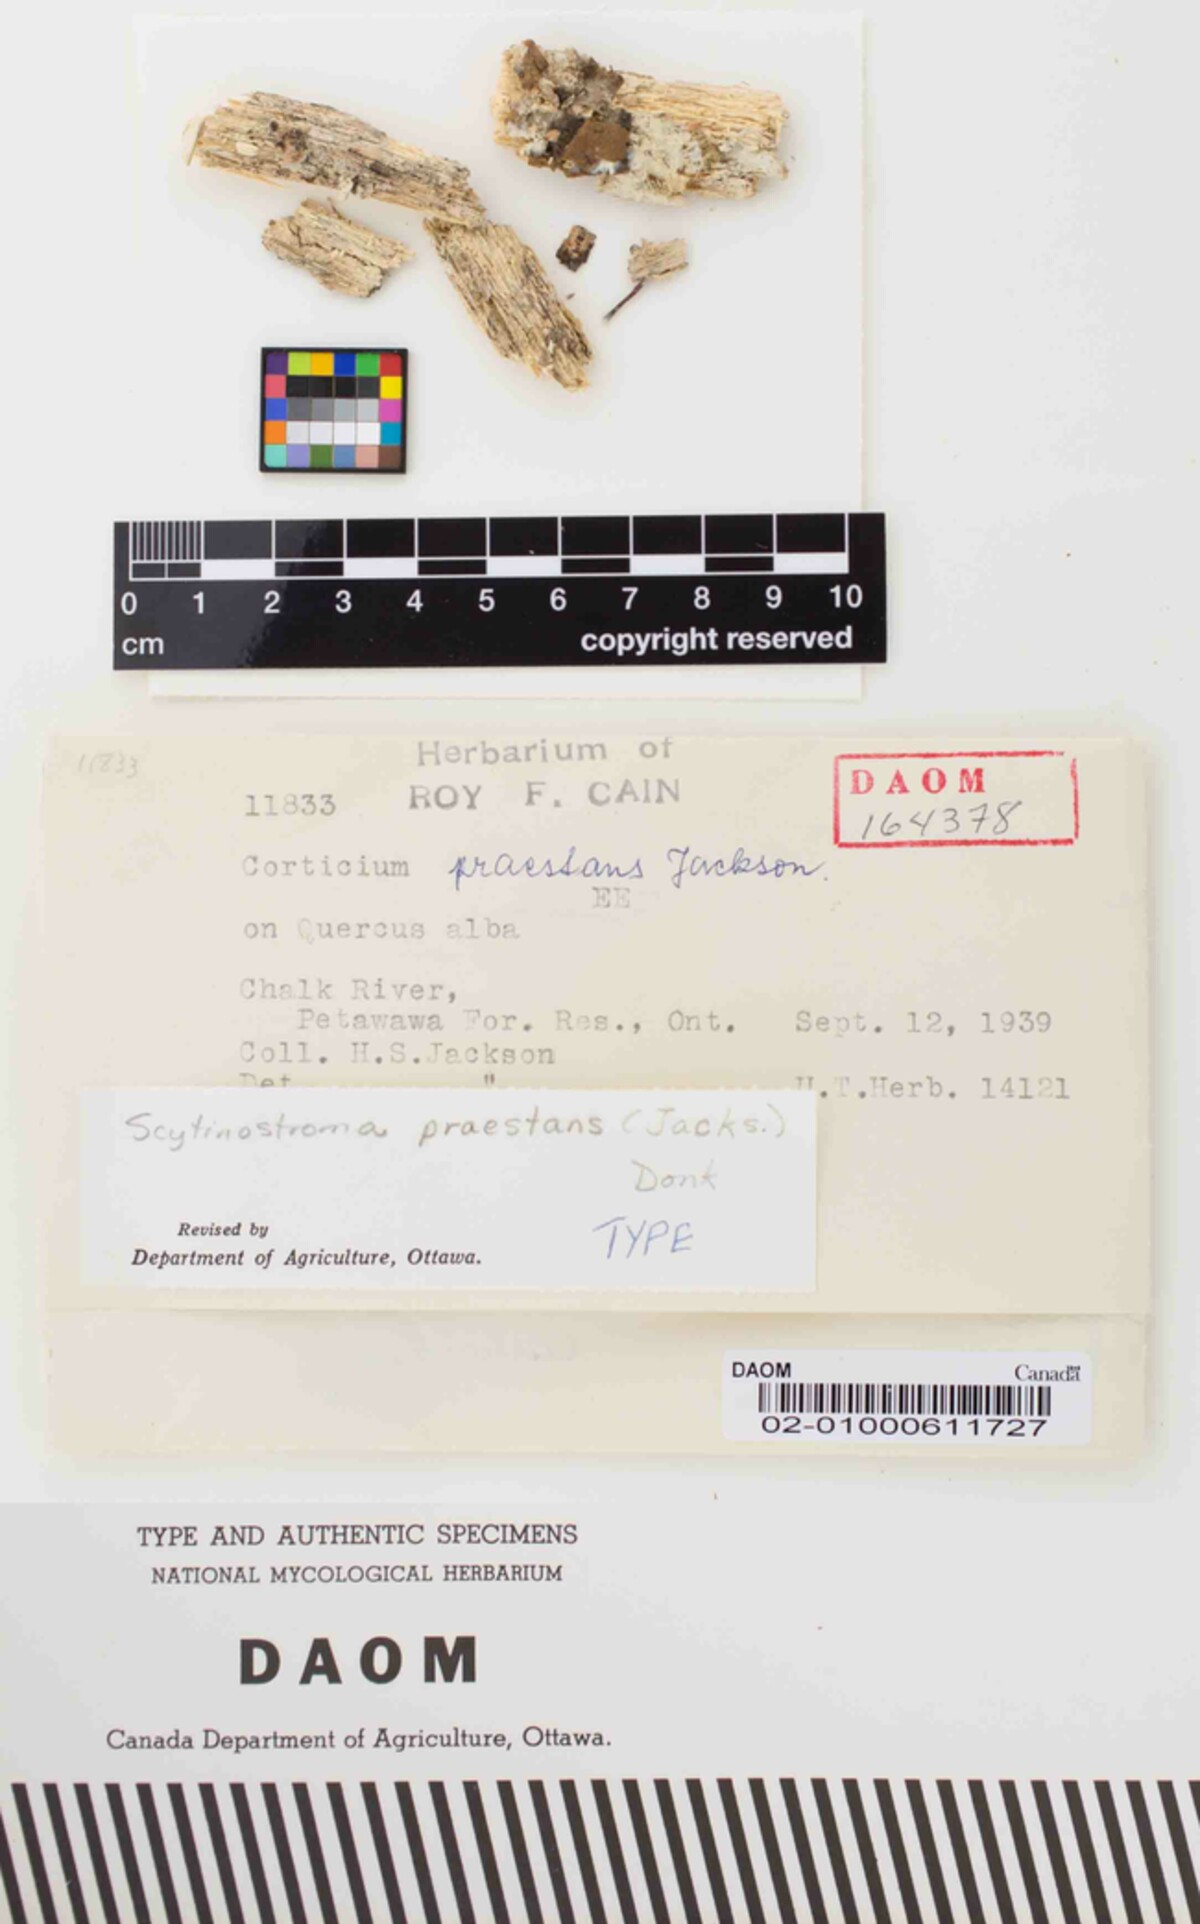 0 1 2 3 4 5 6 7 8 9 10
cm copyright reserved
11833
Herbarium of
11833 ROY F. CAIN
DAOM
164378
Corticium praestans Jackson.
EE
on Quercus alba
Chalk River,
Petawawa For. Res., Ont. Sept. 12, 1939
Coll. H.S.Jackson
Det. " U.T.Herb. 14121
Scytinostroma praestans (Jacks.)
Donk
TYPE
Revised by
Department of Agriculture, Ottawa.
DAOM Canada
02-01000611727
TYPE AND AUTHENTIC SPECIMENS
NATIONAL MYCOLOGICAL HERBARIUM
DAOM
Canada Department of Agriculture, Ottawa.